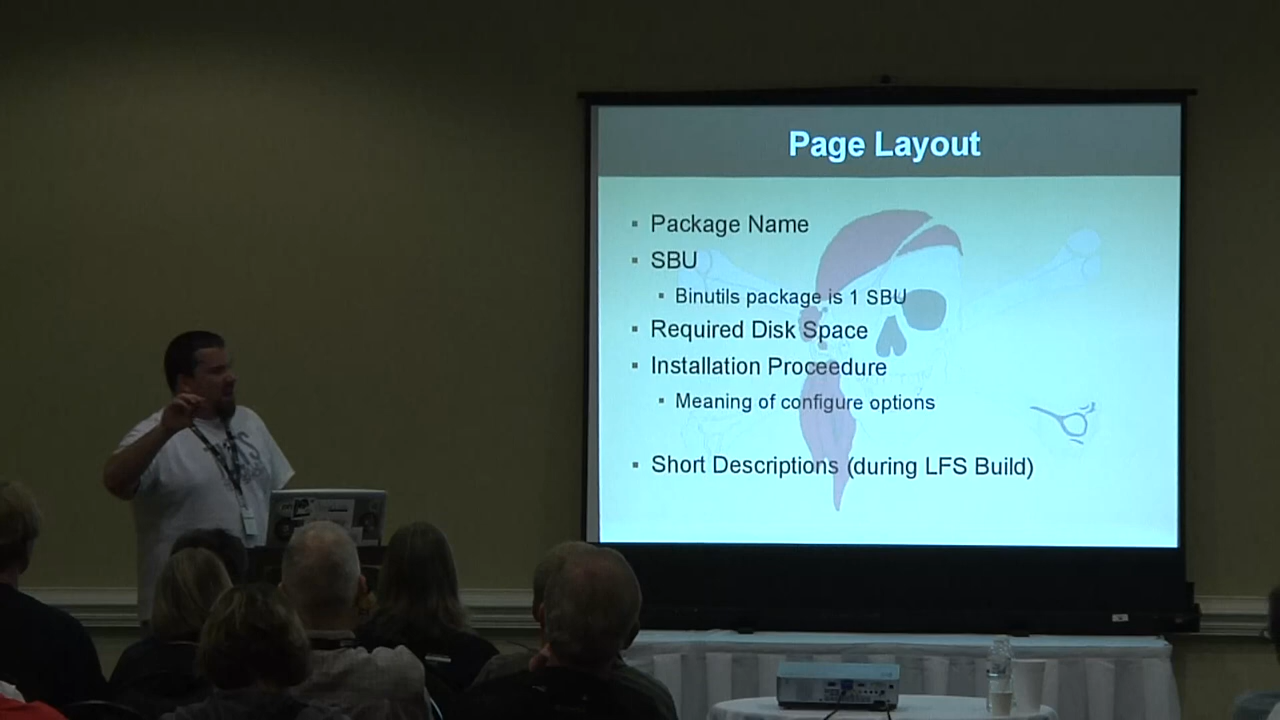 Page Layout
Package Name
SBU
Binutils package is 1 SBU
Required Disk Space
Installation Proceedure
Meaning of configure options
Short Descriptions (during LFS Build)